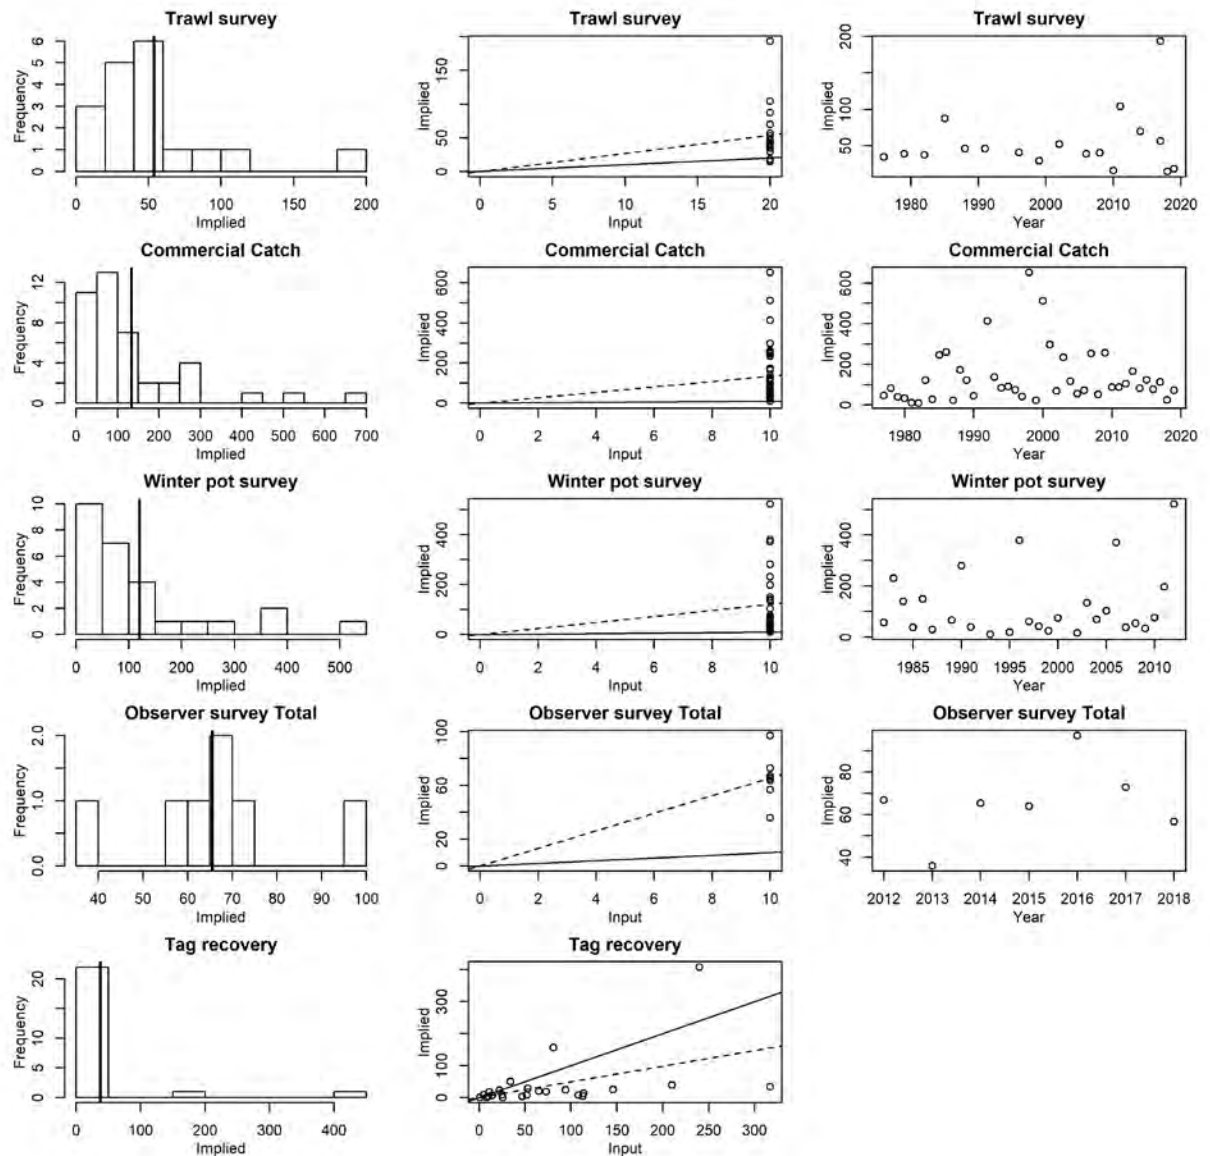 Trawl survey
Frequency
6
5
4
3
2
1
0
0 50 100 150 200
Implied
Trawl survey
Implied
150
50
0
0 5 10 15 20
Input
Trawl survey
Implied
200
100
50
1980 1990 2000 2010 2020
Year
Commercial Catch
Frequency
12
8
4
0
0 100 200 300 400 500 600 700
Implied
Commercial Catch
Implied
600
400
200
0
0 2 4 6 8 10
Input
Commercial Catch
Implied
600
400
200
0
1980 1990 2000 2010 2020
Year
Winter pot survey
Frequency
10
8
6
4
2
0
0 100 200 300 400 500
Implied
Winter pot survey
Implied
400
200
0
0 2 4 6 8 10
Input
Winter pot survey
Implied
400
200
0
1985 1990 1995 2000 2005 2010
Year
Observer survey Total
Frequency
2.0
1.0
0.0
40 50 60 70 80 90 100
Implied
Observer survey Total
Implied
100
60
20
0
0 2 4 6 8 10
Input
Observer survey Total
Implied
80
60
40
2012 2013 2014 2015 2016 2017 2018
Year
Tag recovery
Frequency
20
10
5
0
0 100 200 300 400
Implied
Tag recovery
Implied
300
100
0
0 50 100 150 200 250 300
Input